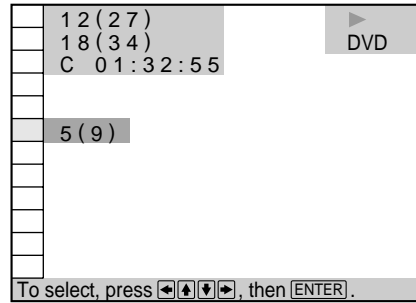 12(27)
18(34)
C 01:32:55
DVD
5(9)
To select, press , then ENTER.